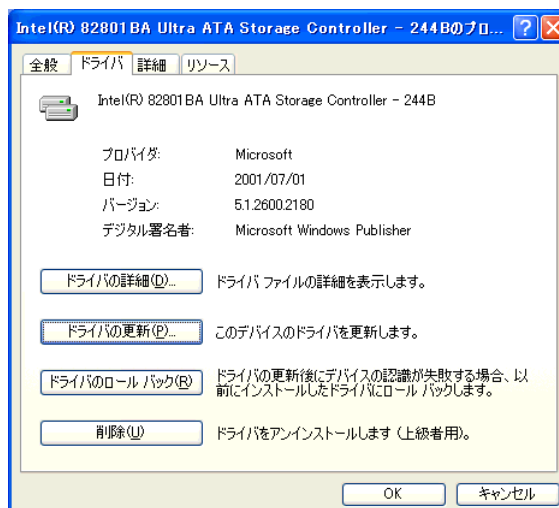 Intel(R) 82801BA Ultra ATA Storage Controller - 244Bのプロ...
全般 ドライバ 詳細 リソース
Intel(R) 82801BA Ultra ATA Storage Controller - 244B
プロバイダ: Microsoft
日付: 2001/07/01
バージョン: 5.1.2600.2180
デジタル署名者: Microsoft Windows Publisher
ドライバの詳細(D)... ドライバ ファイルの詳細を表示します。
ドライバの更新(P)... このデバイスのドライバを更新します。
ドライバのロール バック(R) ドライバの更新後にデバイスの認識が失敗する場合、以
前にインストールしたドライバにロール バックします。
削除(U) ドライバをアンインストールします (上級者用)。
OK キャンセル